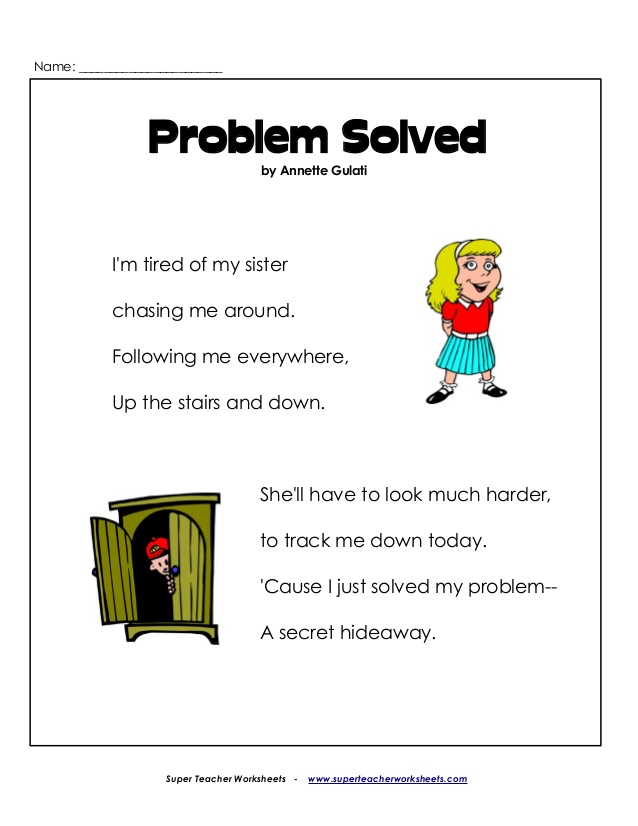 Name: ______________________
Problem Solved
by Annette Gulati
I'm tired of my sister
chasing me around.
Following me everywhere,
Up the stairs and down.
She'll have to look much harder,
to track me down today.
'Cause I just solved my problem--
A secret hideaway.
Super Teacher Worksheets - www.superteacherworksheets.com